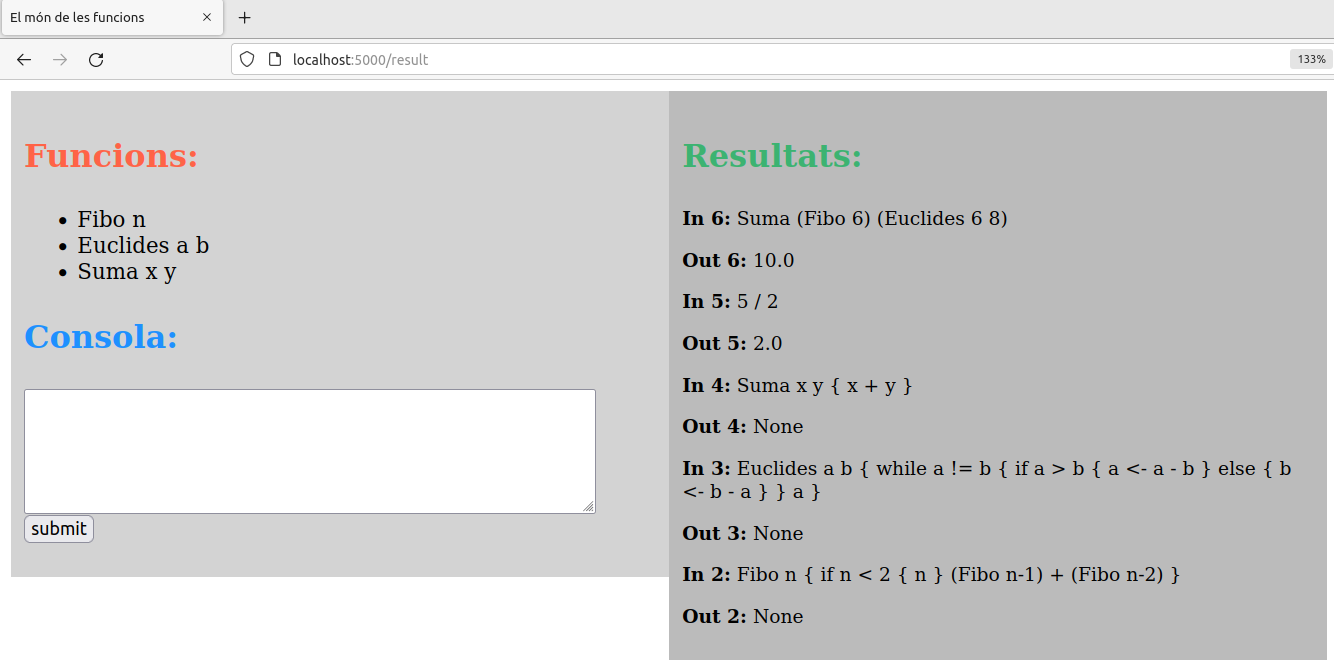 El món de les funcions
localhost:5000/result
133%
Funcions:
• Fibo n
• Euclides a b
• Suma x y
Consola:
submit
Resultats:
In 6: Suma (Fibo 6) (Euclides 6 8)
Out 6: 10.0
In 5: 5 / 2
Out 5: 2.0
In 4: Suma x y { x + y }
Out 4: None
In 3: Euclides a b { while a != b { if a > b { a <- a - b } else { b
<- b - a } } a }
Out 3: None
In 2: Fibo n { if n < 2 { n } (Fibo n-1) + (Fibo n-2) }
Out 2: None